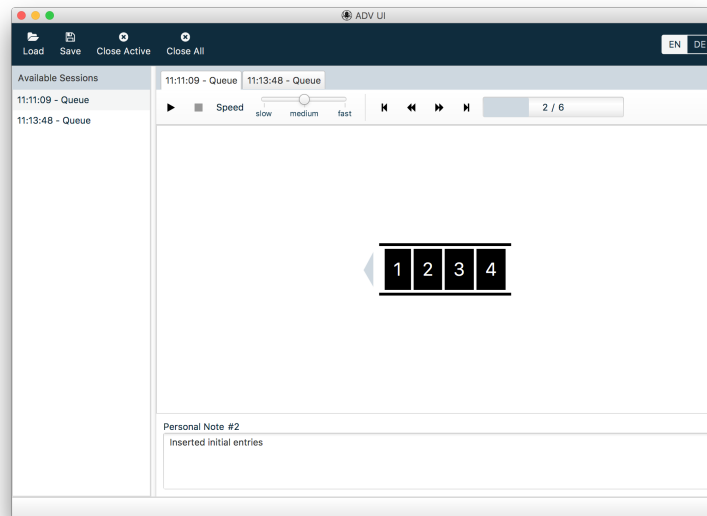 ADV UI
Load Save Close Active Close All
EN DE
Available Sessions
11:11:09 - Queue
11:13:48 - Queue
11:11:09 - Queue 11:13:48 - Queue
Speed
slow medium fast
2 / 6
1 2 3 4
Personal Note #2
Inserted initial entries